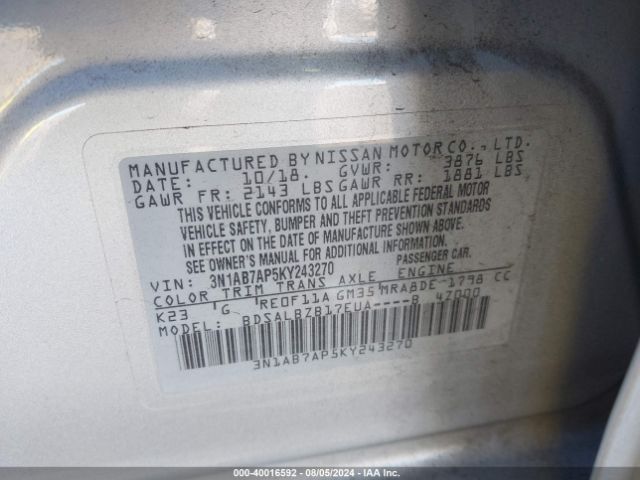 MANUFACTURED BY NISSAN MOTOR CO., LTD.
DATE: 10/18. GVWR: 3876 LBS
GAWR FR: 2143 LBS GAWR RR: 1881 LBS
THIS VEHICLE CONFORMS TO ALL APPLICABLE FEDERAL MOTOR
VEHICLE SAFETY, BUMPER AND THEFT PREVENTION STANDARDS
IN EFFECT ON THE DATE OF MANUFACTURE SHOWN ABOVE.
SEE OWNER'S MANUAL FOR ADDITIONAL INFORMATION.
VIN: 3N1AB7AP5KY243270 PASSENGER CAR.
COLOR TRIM TRANS AXLE ENGINE
K23 G RE0F11A GM35 MRA8DE-1798 CC
MODEL: BDSALBZB17EUA----B 47000
3N1AB7AP5KY243270
000-40016592 - 08/05/2024 - IAA Inc.